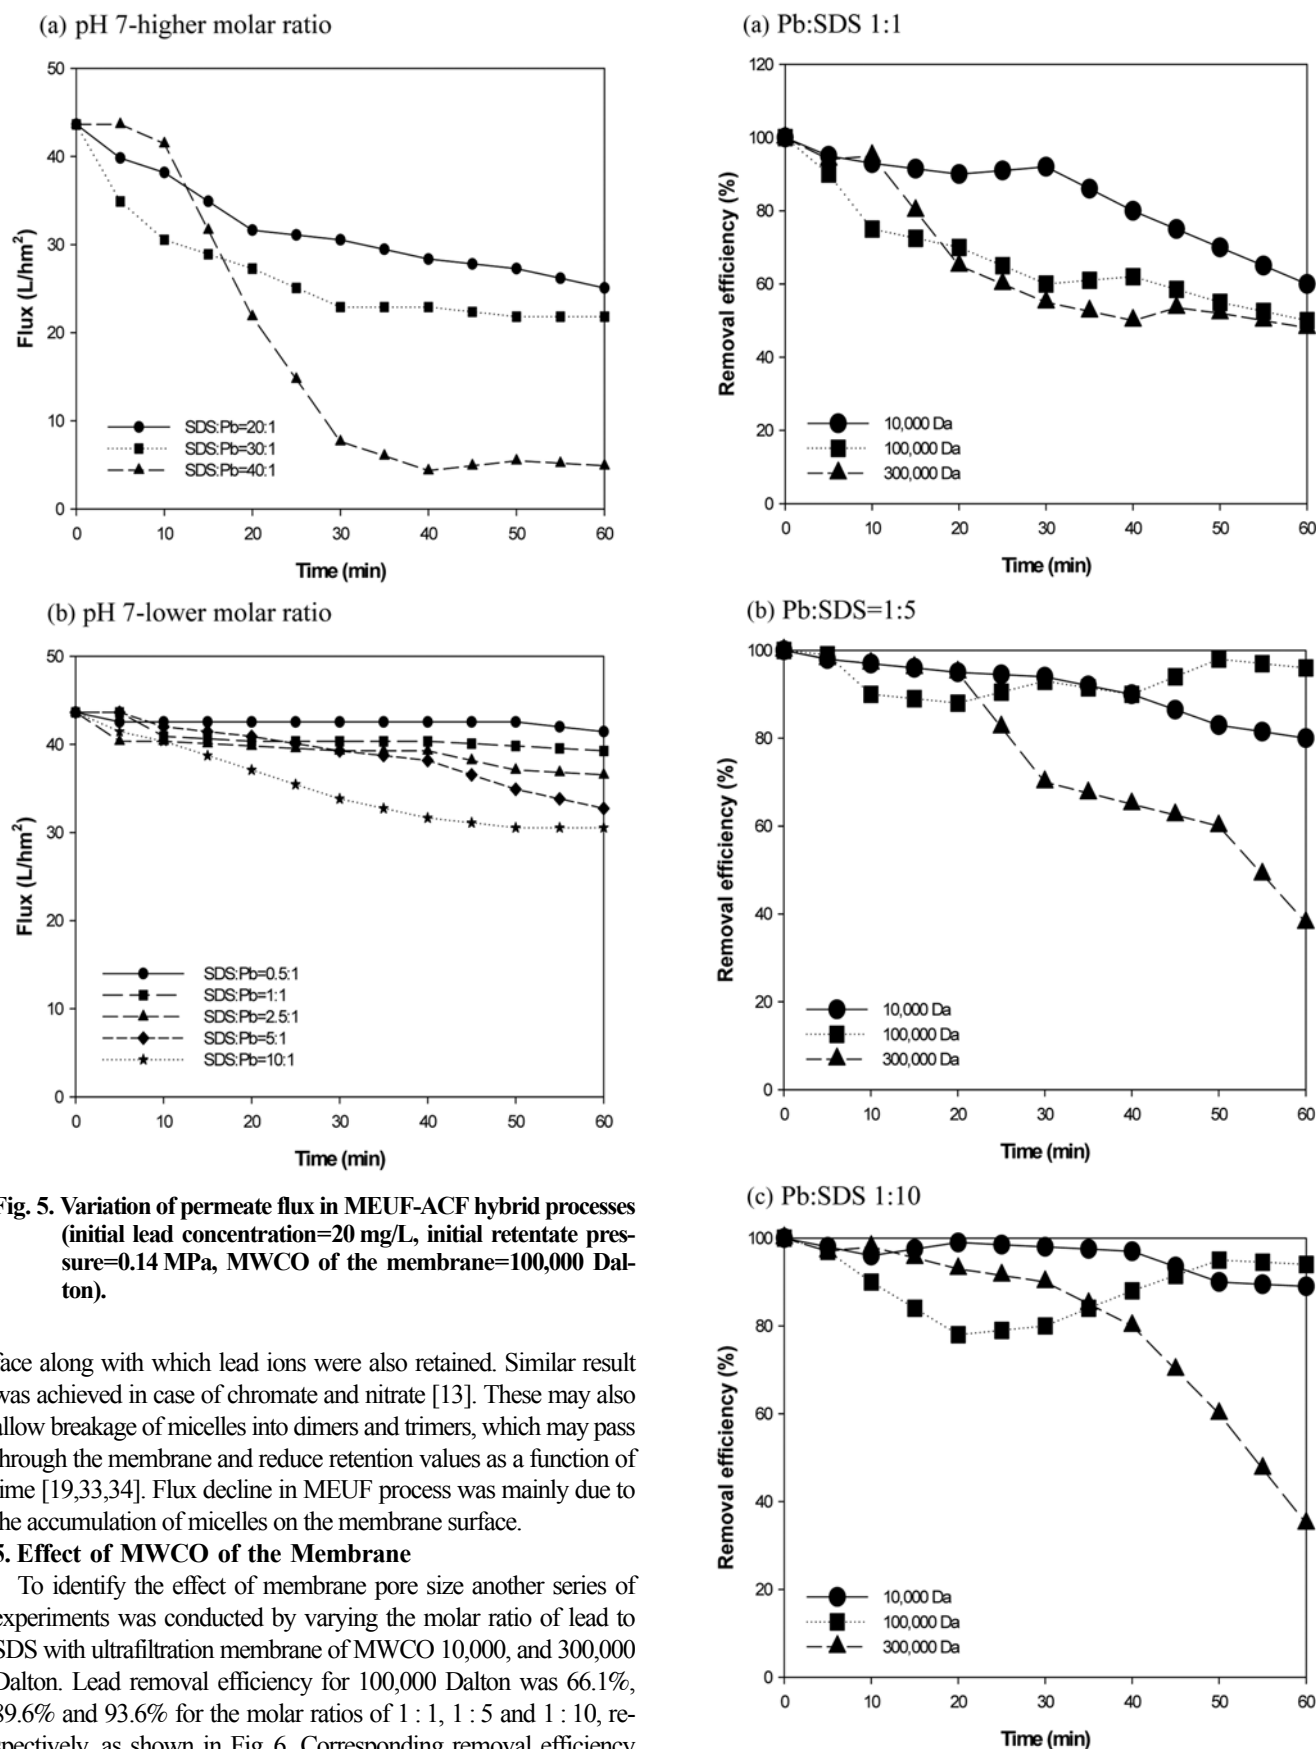 (a) pH 7-higher molar ratio
50
40
30
20
10
0
Flux (L/hm²)
SDS:Pb=20:1
SDS:Pb=30:1
SDS:Pb=40:1
0 10 20 30 40 50 60
Time (min)
(b) pH 7-lower molar ratio
50
40
30
20
10
0
Flux (L/hm²)
SDS:Pb=0.5:1
SDS:Pb=1:1
SDS:Pb=2.5:1
SDS:Pb=5:1
SDS:Pb=10:1
0 10 20 30 40 50 60
Time (min)
Fig. 5. Variation of permeate flux in MEUF-ACF hybrid processes
(initial lead concentration=20 mg/L, initial retentate pres-
sure=0.14 MPa, MWCO of the membrane=100,000 Dal-
ton).
face along with which lead ions were also retained. Similar result
was achieved in case of chromate and nitrate [13]. These may also
allow breakage of micelles into dimers and trimers, which may pass
through the membrane and reduce retention values as a function of
time [19,33,34]. Flux decline in MEUF process was mainly due to
the accumulation of micelles on the membrane surface.
5. Effect of MWCO of the Membrane
To identify the effect of membrane pore size another series of
experiments was conducted by varying the molar ratio of lead to
SDS with ultrafiltration membrane of MWCO 10,000, and 300,000
Dalton. Lead removal efficiency for 100,000 Dalton was 66.1%,
89.6% and 93.6% for the molar ratios of 1 : 1, 1 : 5 and 1 : 10, re-
spectively, as shown in Fig. 6. Corresponding removal efficiency
(a) Pb:SDS 1:1
120
100
80
60
40
20
0
Removal efficiency (%)
10,000 Da
100,000 Da
300,000 Da
0 10 20 30 40 50 60
Time (min)
(b) Pb:SDS=1:5
100
80
60
40
20
0
Removal efficiency (%)
10,000 Da
100,000 Da
300,000 Da
0 10 20 30 40 50 60
Time (min)
(c) Pb:SDS 1:10
100
80
60
40
20
0
Removal efficiency (%)
10,000 Da
100,000 Da
300,000 Da
0 10 20 30 40 50 60
Time (min)